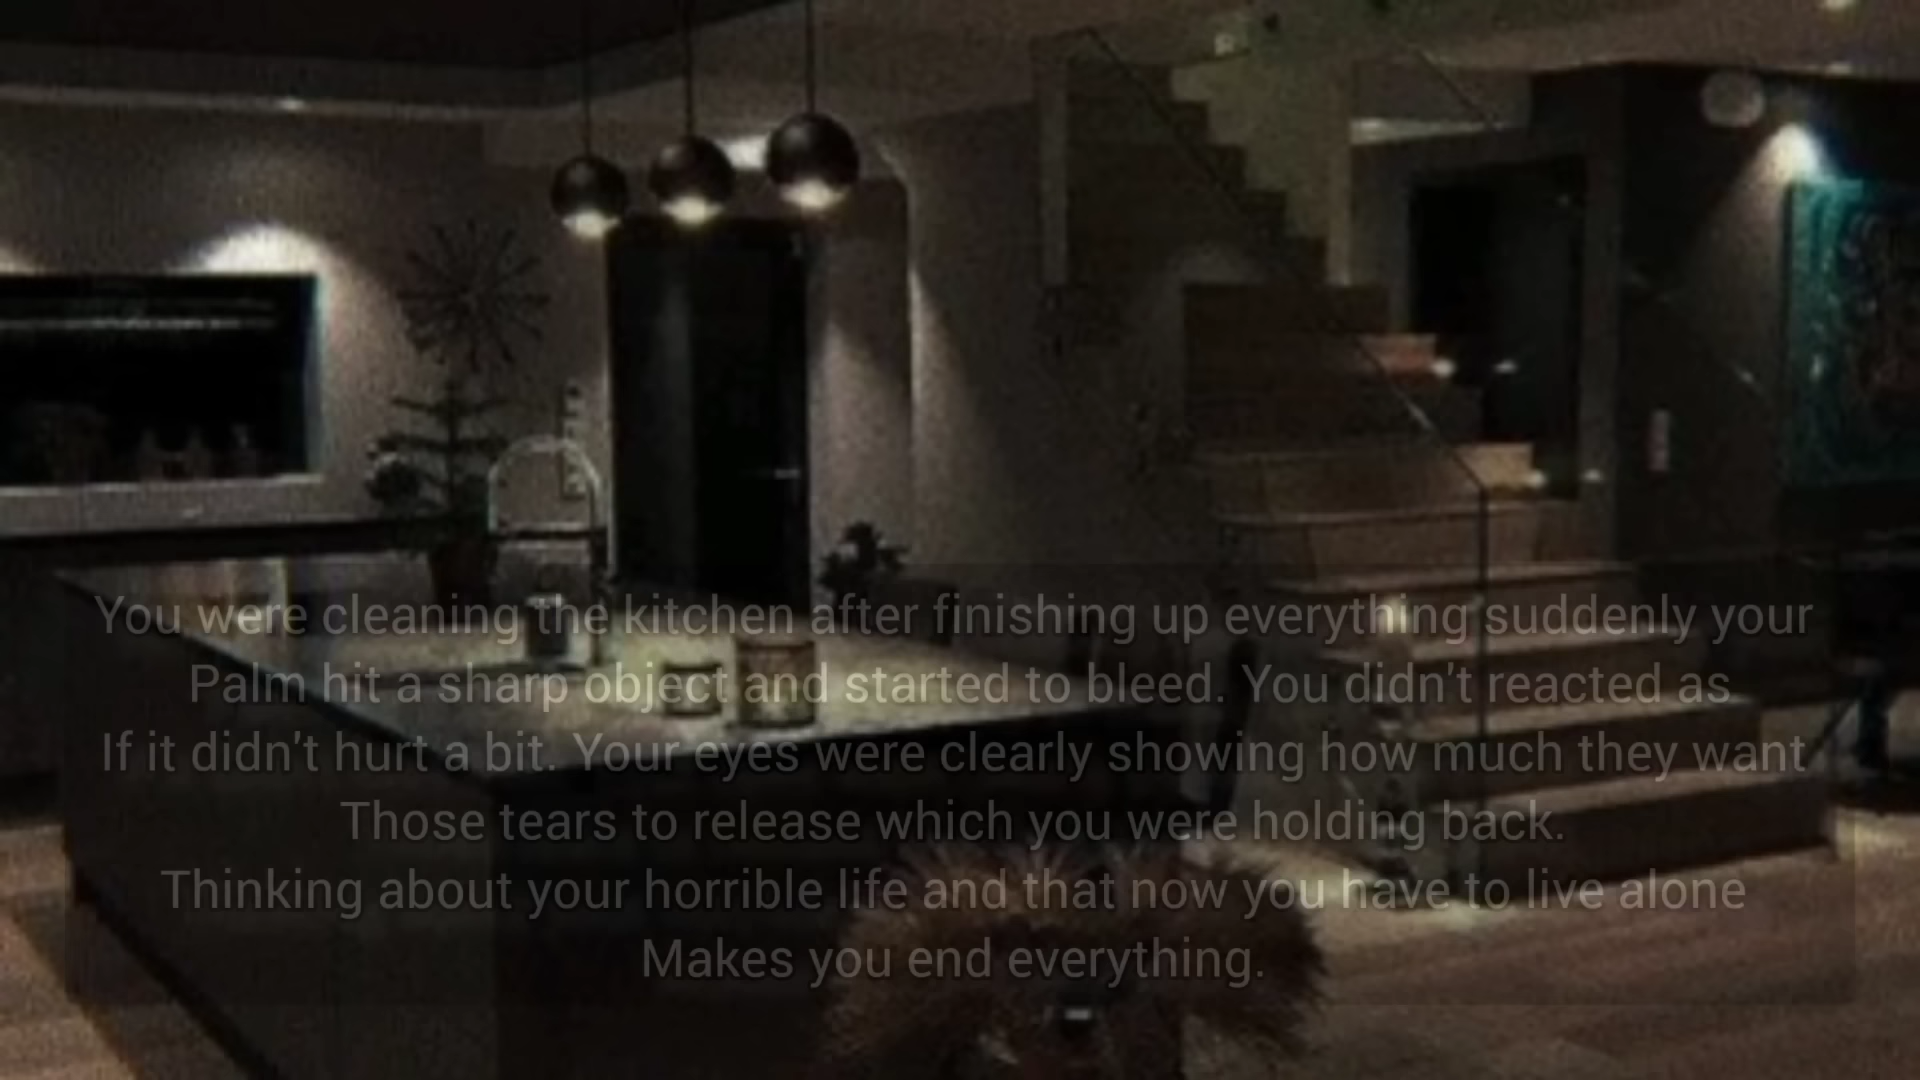 You were cleaning the kitchen after finishing up everything suddenly your
Palm hit a sharp object and started to bleed. You didn't reacted as
If it didn't hurt a bit. Your eyes were clearly showing how much they want
Those tears to release which you were holding back.
Thinking about your horrible life and that now you have to live alone
Makes you end everything.